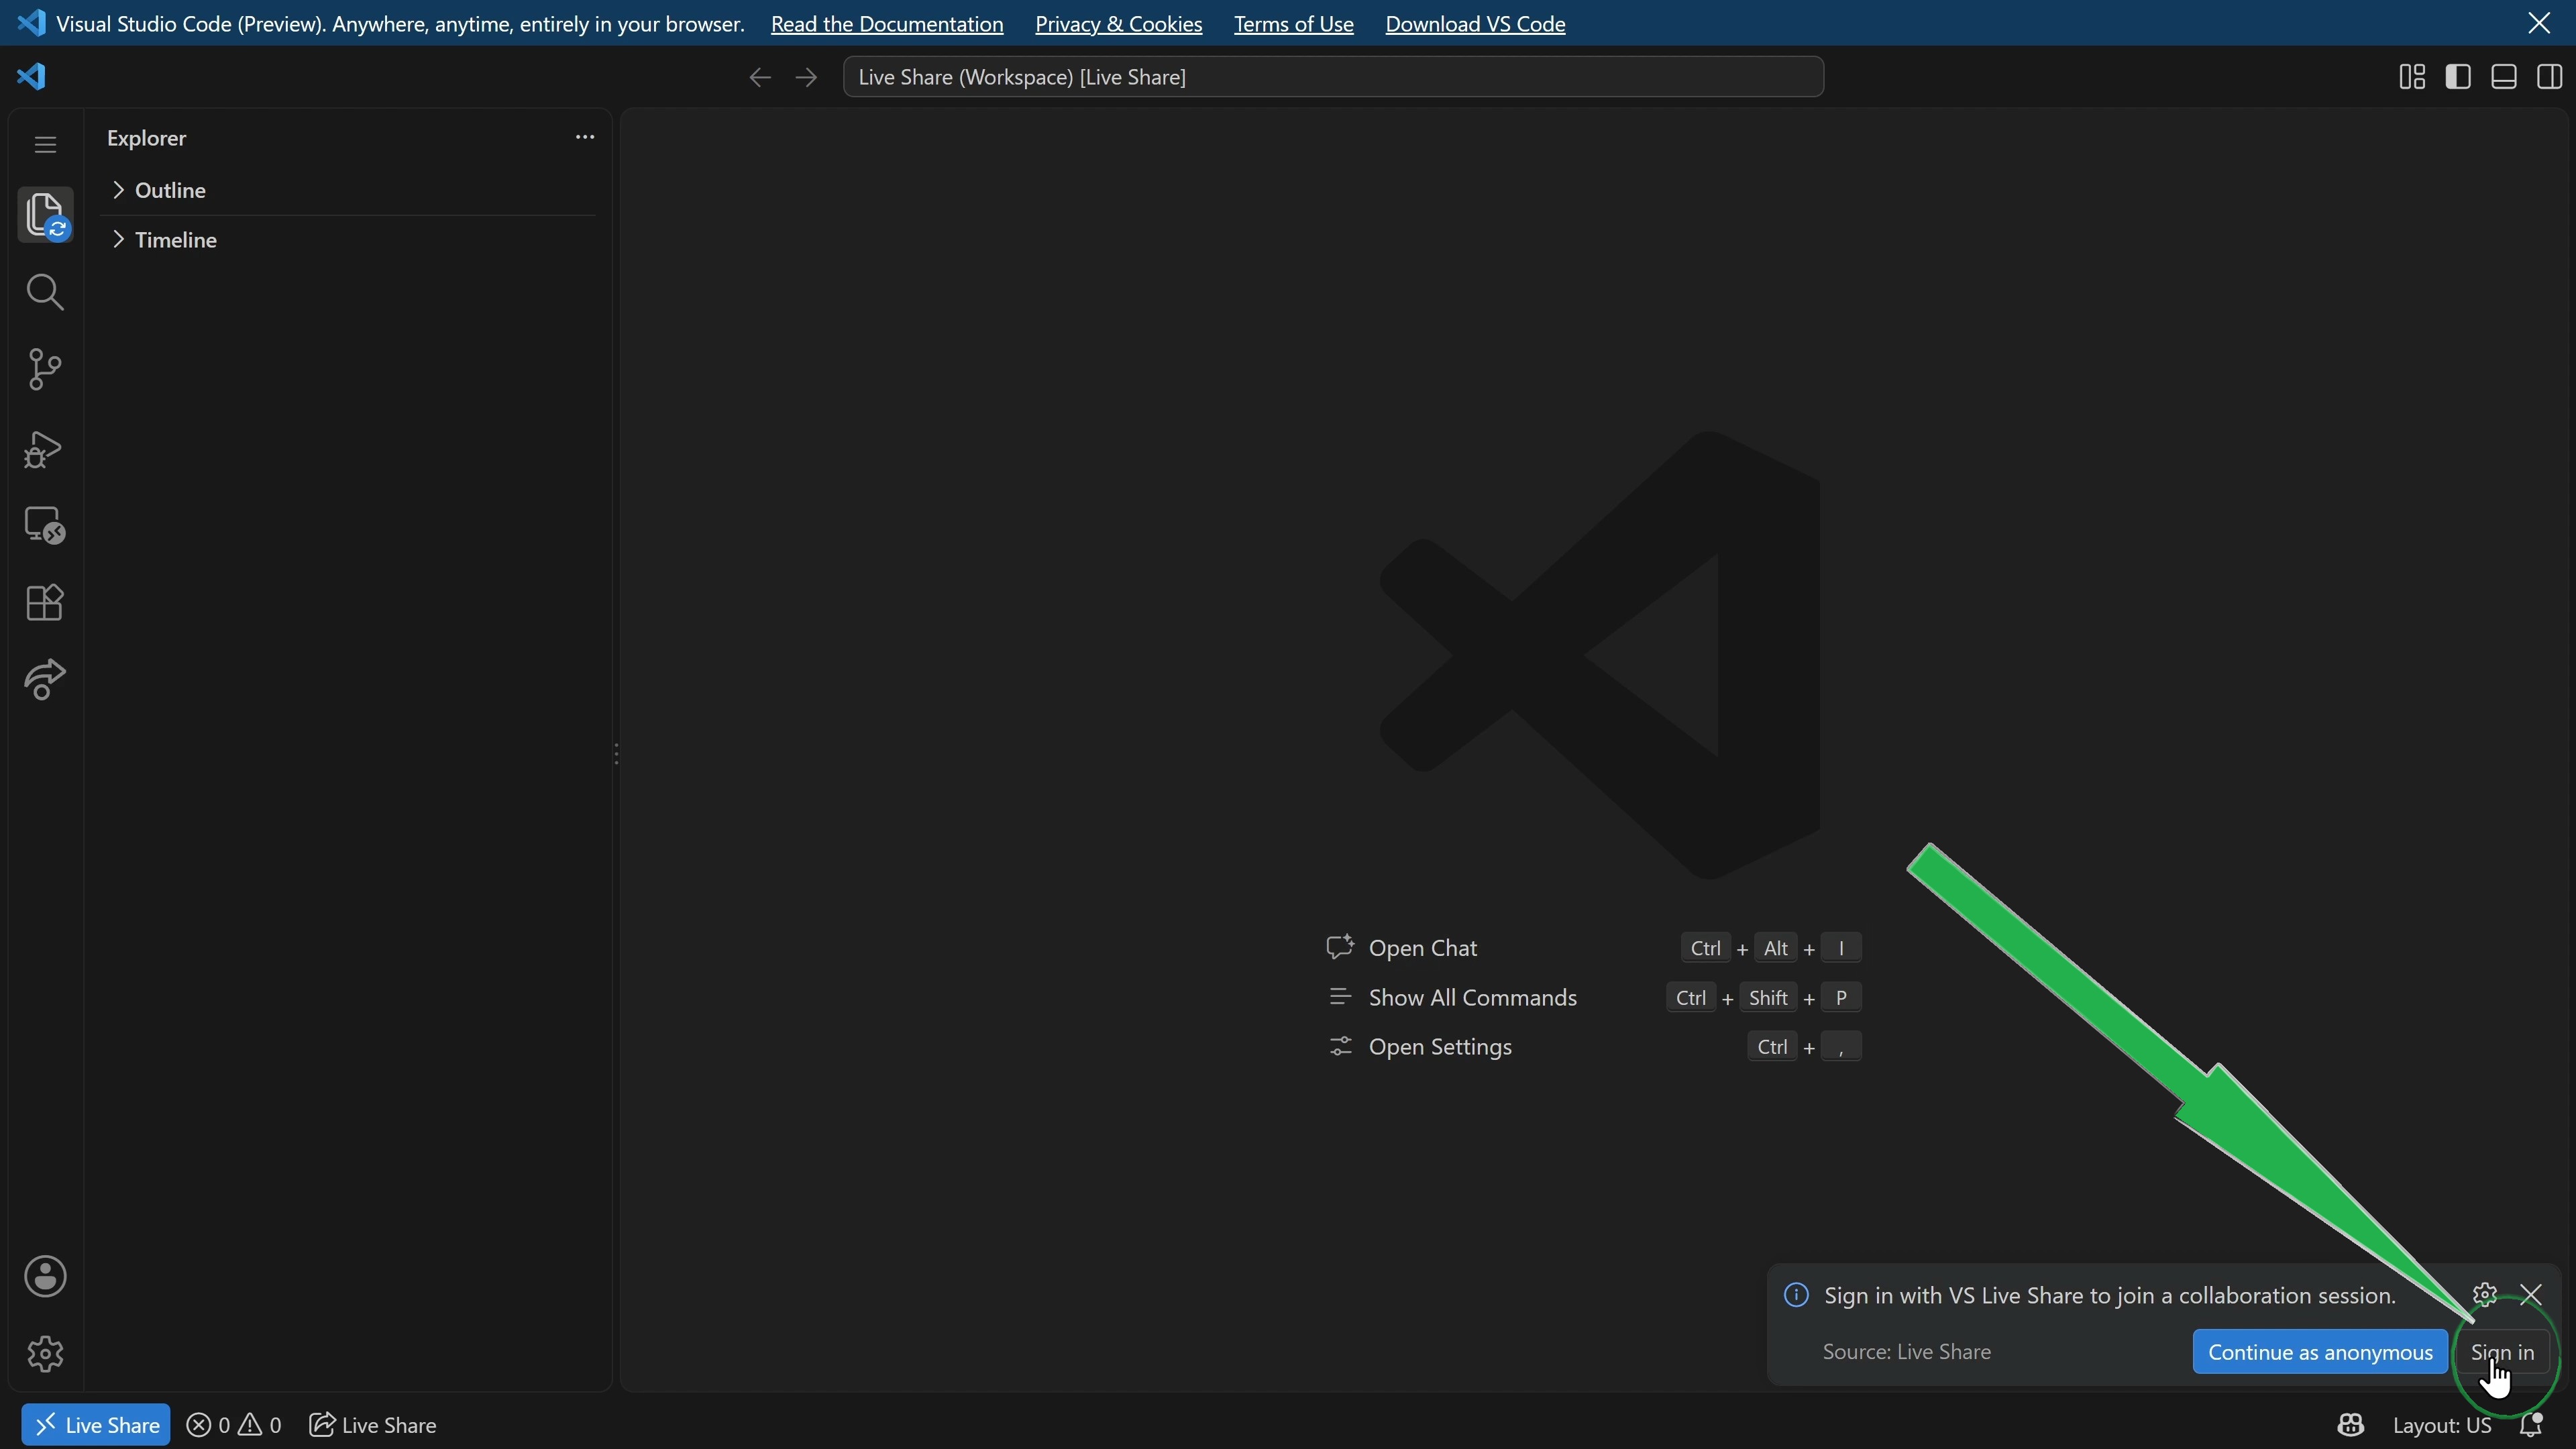 Visual Studio Code (Preview). Anywhere, anytime, entirely in your browser. Read the Documentation Privacy & Cookies Terms of Use Download VS Code
Live Share (Workspace) [Live Share]
Explorer
Outline
Timeline
Open Chat Ctrl + Alt + I
Show All Commands Ctrl + Shift + P
Open Settings Ctrl + ,
Sign in with VS Live Share to join a collaboration session.
Source: Live Share Continue as anonymous Sign in
Live Share 0 0 Live Share Layout: US